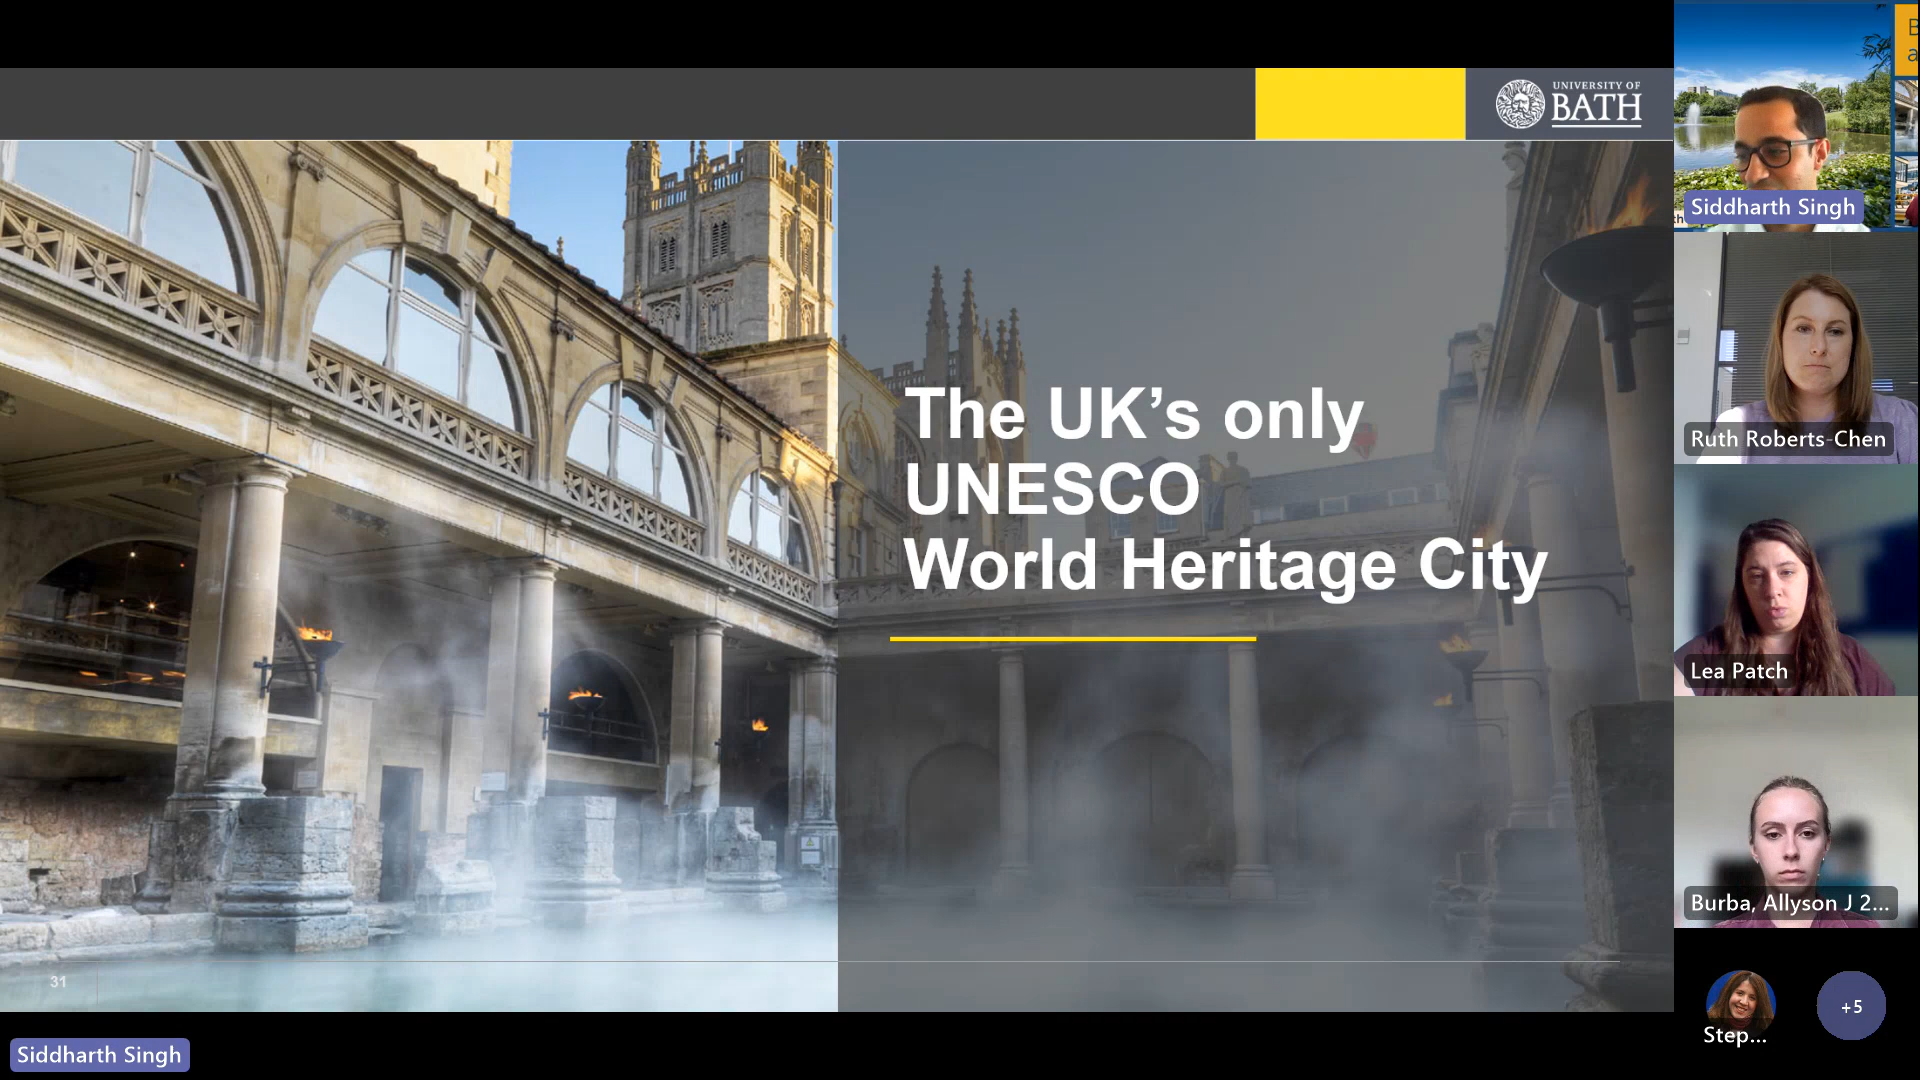 UNIVERSITY OF
BATH
The UK’s only
UNESCO
World Heritage City
31
Siddharth Singh
Siddharth Singh
Ruth Roberts-Chen
Lea Patch
Burba, Allyson J 2...
Step...
+5